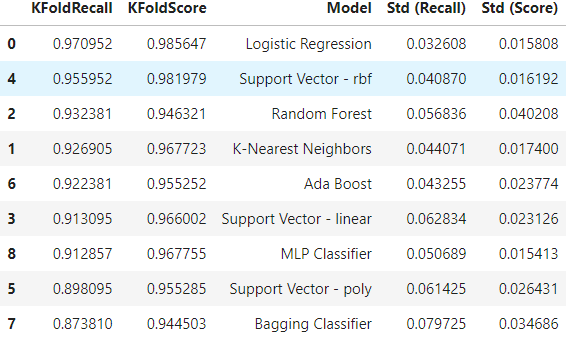 KFoldRecall KFoldScore Model Std (Recall) Std (Score)
0 0.970952 0.985647 Logistic Regression 0.032608 0.015808
4 0.955952 0.981979 Support Vector - rbf 0.040870 0.016192
2 0.932381 0.946321 Random Forest 0.056836 0.040208
1 0.926905 0.967723 K-Nearest Neighbors 0.044071 0.017400
6 0.922381 0.955252 Ada Boost 0.043255 0.023774
3 0.913095 0.966002 Support Vector - linear 0.062834 0.023126
8 0.912857 0.967755 MLP Classifier 0.050689 0.015413
5 0.898095 0.955285 Support Vector - poly 0.061425 0.026431
7 0.873810 0.944503 Bagging Classifier 0.079725 0.034686